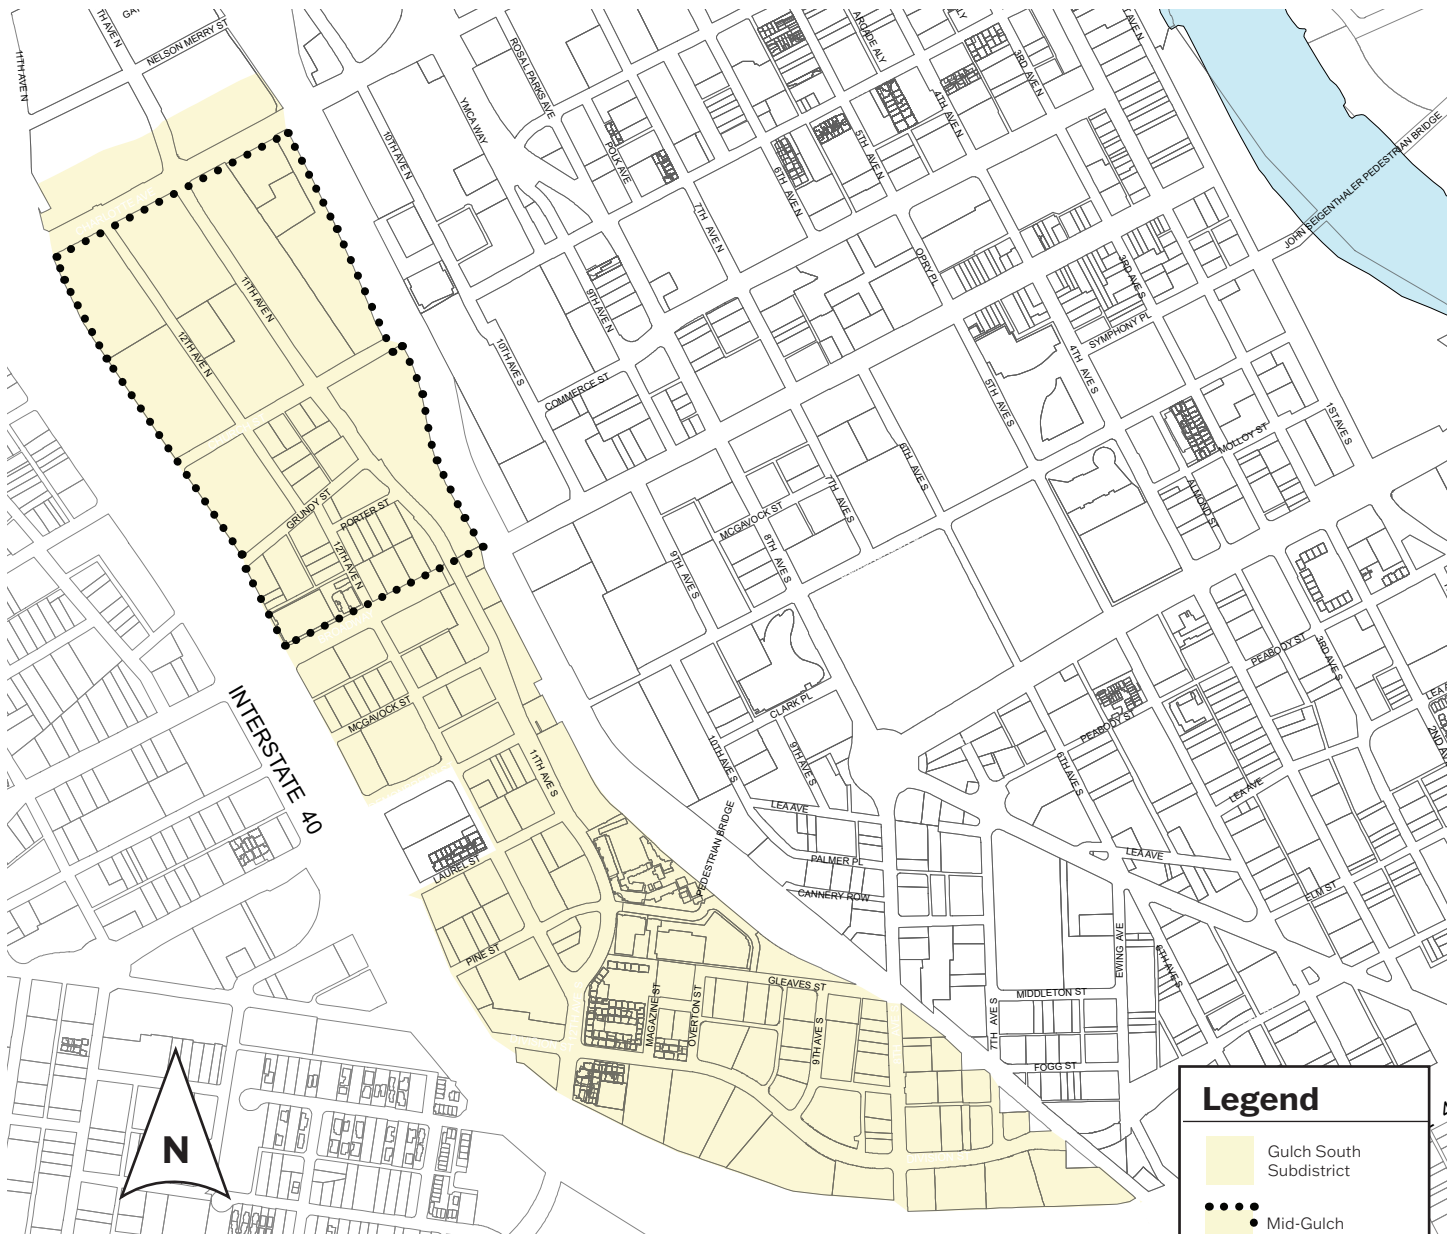 11TH AVE N
NELSON MERRY ST
10TH AVE N
YMCA WAY
ROSA L PARKS AVE
POLK AVE
7TH AVE N
6TH AVE N
5TH AVE N
4TH AVE N
3RD AVE N
JOHN SEIGENTHALER PEDESTRIAN BRIDGE
11TH AVE N
12TH AVE N
9TH AVE N
10TH AVE S
COMMERCE ST
OPRY PL
3RD AVE S
SYMPHONY PL
4TH AVE S
5TH AVE S
1ST AVE S
MOLLOY ST
ALMOND ST
6TH AVE S
7TH AVE S
MCGAVOCK ST
8TH AVE S
9TH AVE S
GRUNDY ST
PORTER ST
12TH AVE N
MCGAVOCK ST
INTERSTATE 40
11TH AVE S
LAUREL ST
PINE ST
CLARK PL
10TH AVE S
9TH AVE S
PEABODY ST
3RD AVE S
PEABODY ST
6TH AVE S
LEA AVE
LEA AVE
PEDESTRIAN BRIDGE
PALMER PL
CANNERY ROW
LEA AVE
ELM ST
EWING AVE
GLEAVES ST
MAGAZINE ST
OVERTON ST
9TH AVE S
7TH AVE S
MIDDLETON ST
FOGG ST
N
Legend
Gulch South
Subdistrict
Mid-Gulch